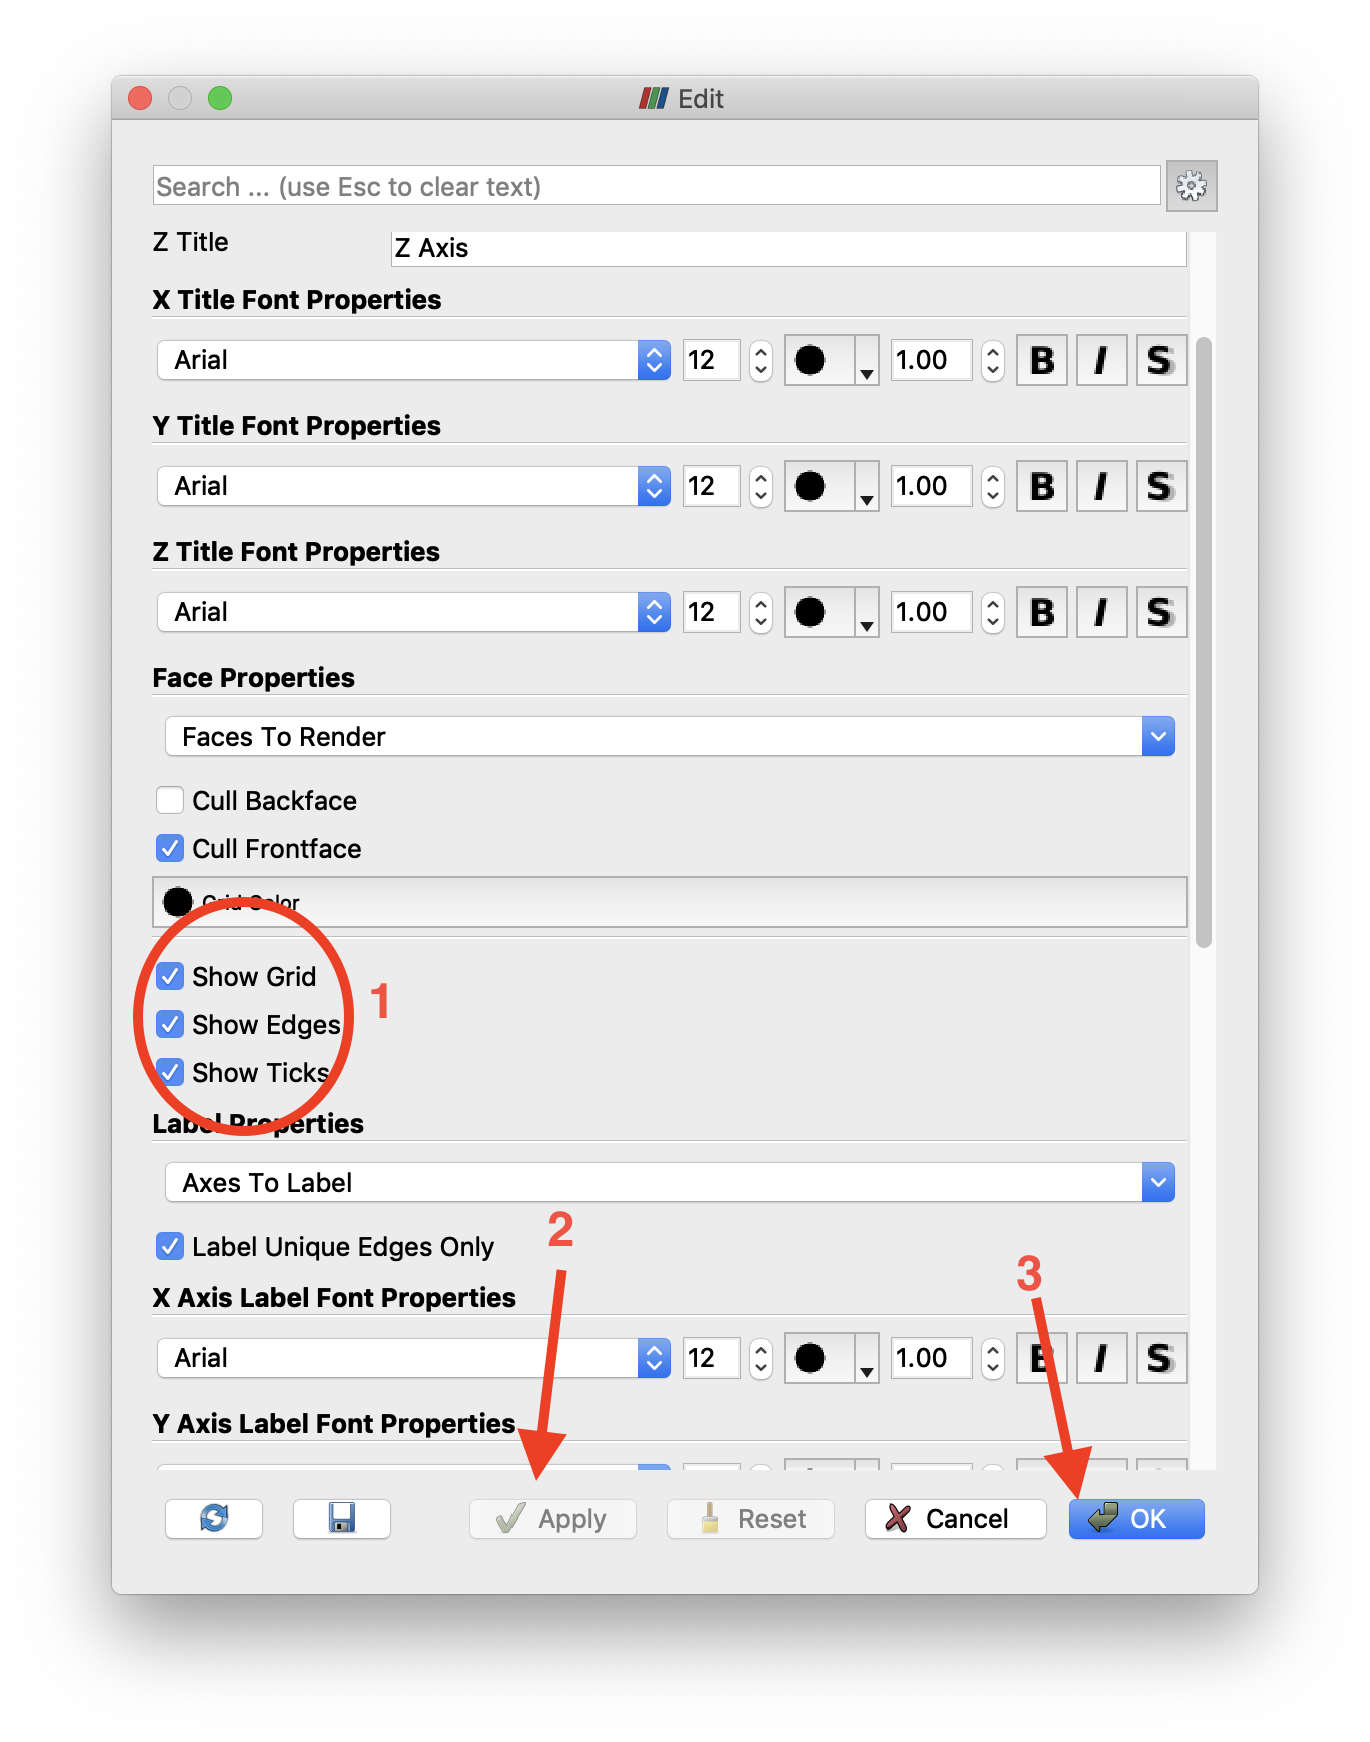 Edit
Search ... (use Esc to clear text)
Z Title Z Axis
X Title Font Properties
Arial 12 1.00 B I S
Y Title Font Properties
Arial 12 1.00 B I S
Z Title Font Properties
Arial 12 1.00 B I S
Face Properties
Faces To Render
Cull Backface
Cull Frontface
Grid Color
Show Grid
1
Show Edges
Show Ticks
Label Properties
Axes To Label
2
Label Unique Edges Only
3
X Axis Label Font Properties
Arial 12 1.00 B I S
Y Axis Label Font Properties
Apply Reset Cancel OK